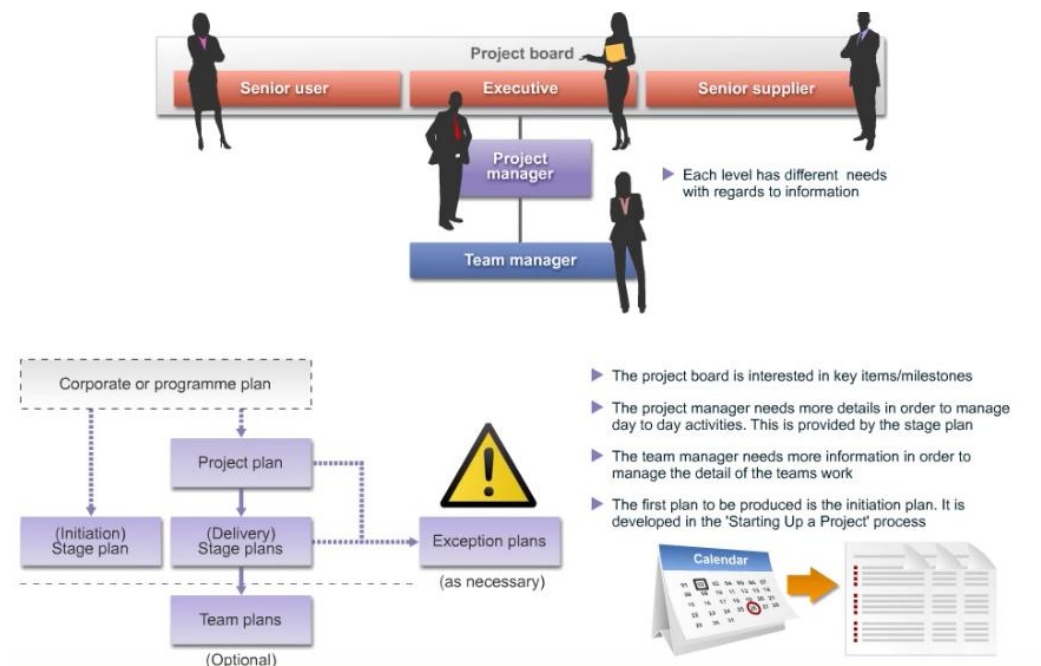 Project board
Senior user
Executive
Senior supplier
Project
manager
Each level has different needs
with regards to information
Team manager
Corporate or programme plan
Project plan
(Initiation)
Stage plan
(Delivery)
Stage plans
Exception plans
(as necessary)
Team plans
(Optional)
The project board is interested in key items/milestones
The project manager needs more details in order to manage
day to day activities. This is provided by the stage plan
The team manager needs more information in order to
manage the detail of the teams work
The first plan to be produced is the initiation plan. It is
developed in the 'Starting Up a Project' process
Calendar